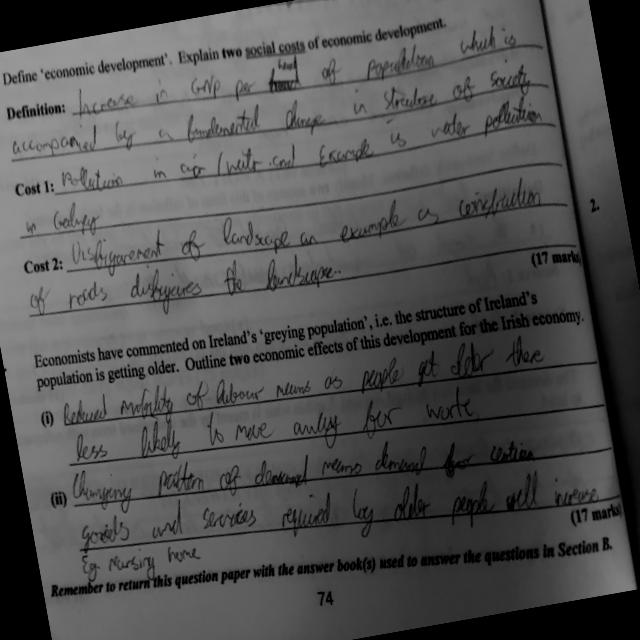 Define 'economic development'. Explain two social costs of economic development.
Definition: Increase in GNP per head of population which is
accompanied by a fundamental change in structure of Society
Cost 1: Pollution in air / water and Example is water pollution
in
Cost 2: Disfigurement of landscape an example as construction
of roads disfigures the landscape.
(17 marks
2.
Economists have commented on Ireland's 'greying population', i.e. the structure of Ireland's
population is getting older. Outline two economic effects of this development for the Irish economy.
(i) Reduced mobility of labour means as people get older there
less likely to move away for work
(ii) Changing pattern of demand means demand for certain
goods and services required by older people will increase
(17 marks
Eg nursing home
Remember to return this question paper with the answer book(s) used to answer the questions in Section B.
74